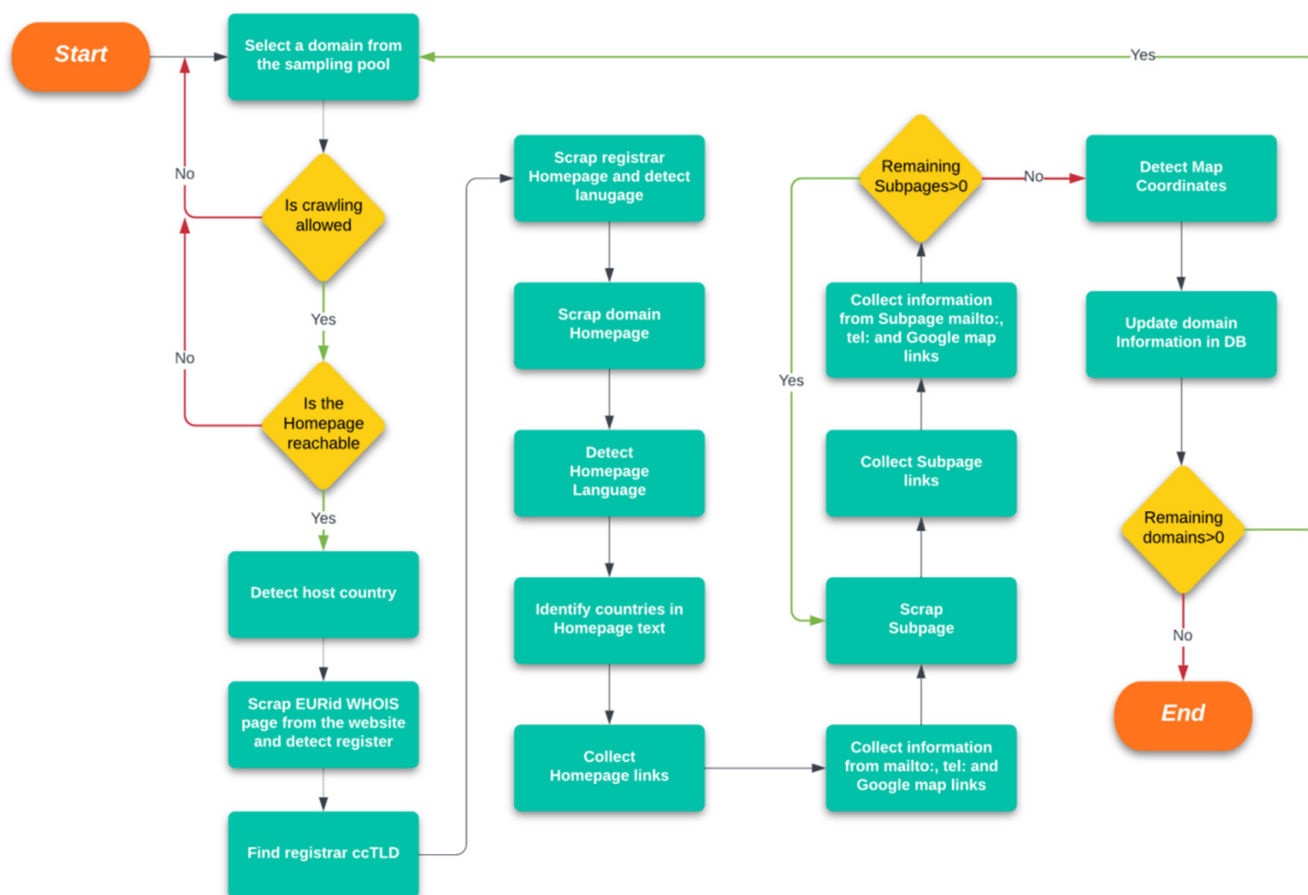 Start
Select a domain from
the sampling pool
Yes
No
Is crawling
allowed
Yes
No
Is the
Homepage
reachable
Yes
Detect host country
Scrap EURid WHOIS
page from the website
and detect register
Find registrar ccTLD
Scrap registrar
Homepage and detect
lanugage
Scrap domain
Homepage
Detect
Homepage
Language
Identify countries in
Homepage text
Collect
Homepage links
Collect information
from mailto:, tel: and
Google map links
Scrap
Subpage
Collect Subpage
links
Collect information
from Subpage mailto:,
tel: and Google map
links
Remaining
Subpages>0
Yes
No
Detect Map
Coordinates
Update domain
Information in DB
Remaining
domains>0
No
End